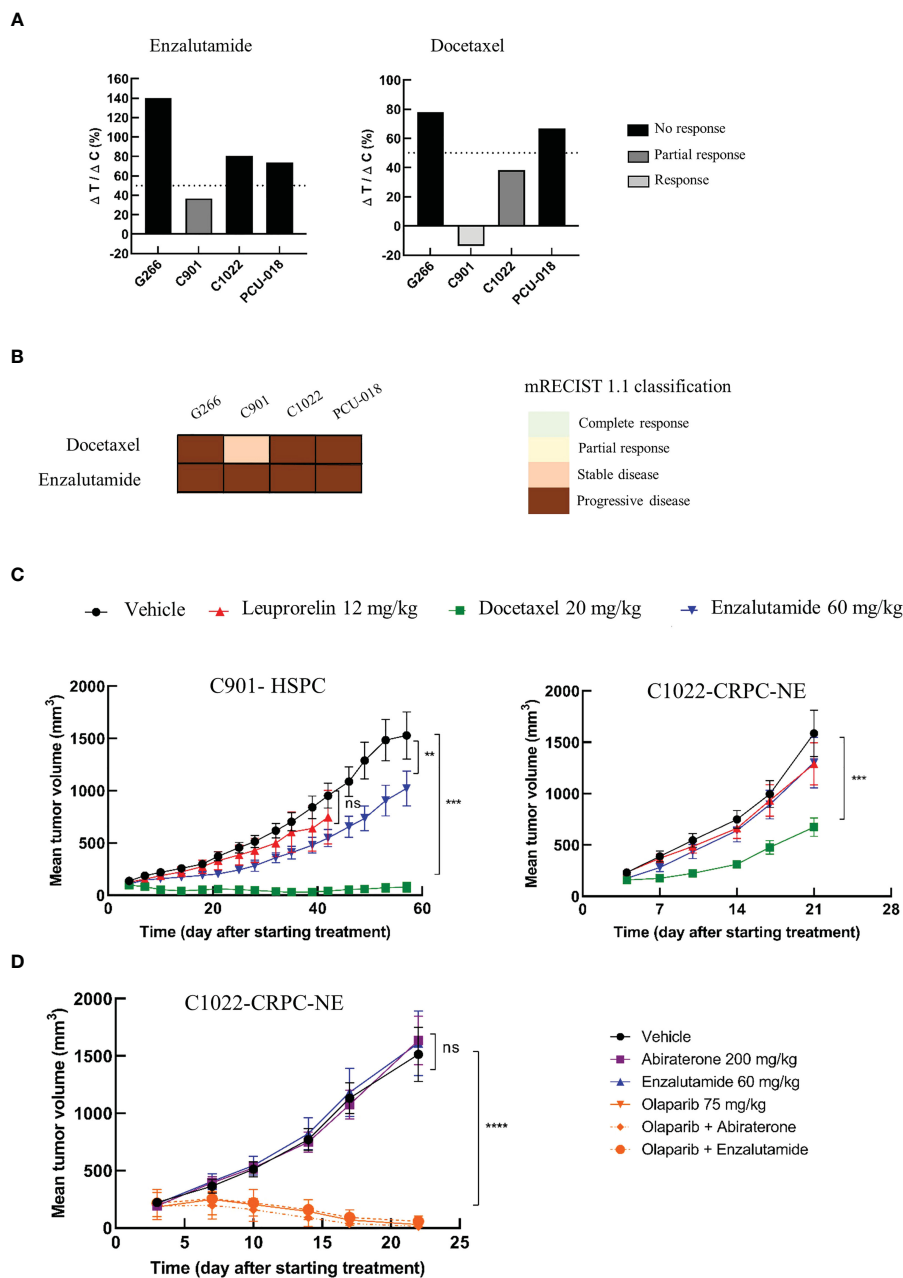 A
Enzalutamide
Docetaxel
Δ T / Δ C (%)
160
140
120
100
80
60
40
20
0
-20
G266
C901
C1022
PCU-018
Δ T / Δ C (%)
100
80
60
40
20
0
-20
G266
C901
C1022
PCU-018
No response
Partial response
Response
B
G266
C901
C1022
PCU-018
Docetaxel
Enzalutamide
mRECIST 1.1 classification
Complete response
Partial response
Stable disease
Progressive disease
C
Vehicle
Leuprorelin 12 mg/kg
Docetaxel 20 mg/kg
Enzalutamide 60 mg/kg
C901- HSPC
Mean tumor volume (mm³)
2000
1500
1000
500
0
0
20
40
60
Time (day after starting treatment)
ns
**
***
C1022-CRPC-NE
Mean tumor volume (mm³)
2000
1500
1000
500
0
0
7
14
21
28
Time (day after starting treatment)
***
D
C1022-CRPC-NE
Mean tumor volume (mm³)
2000
1500
1000
500
0
0
5
10
15
20
25
Time (day after starting treatment)
ns
****
Vehicle
Abiraterone 200 mg/kg
Enzalutamide 60 mg/kg
Olaparib 75 mg/kg
Olaparib + Abiraterone
Olaparib + Enzalutamide